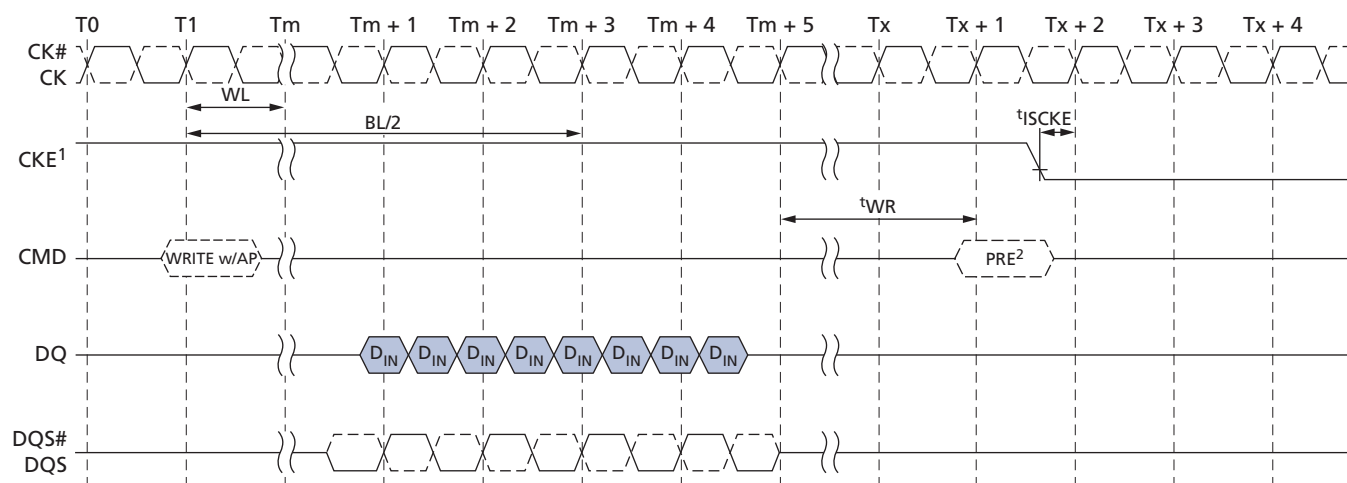 T0 T1 Tm Tm + 1 Tm + 2 Tm + 3 Tm + 4 Tm + 5 Tx Tx + 1 Tx + 2 Tx + 3 Tx + 4
CK#
CK
WL
BL/2
tISCKE
CKE1
tWR
CMD WRITE w/AP PRE2
DQ DIN DIN DIN DIN DIN DIN DIN DIN
DQS#
DQS